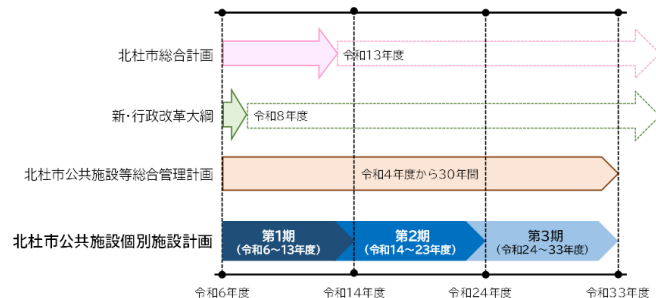 北杜市総合計画
令和13年度
新・行政改革大綱
令和8年度
北杜市公共施設等総合管理計画
令和4年度から30年間
北杜市公共施設個別施設計画
第1期
(令和6～13年度)
第2期
(令和14～23年度)
第3期
(令和24～33年度)
令和6年度
令和14年度
令和24年度
令和33年度